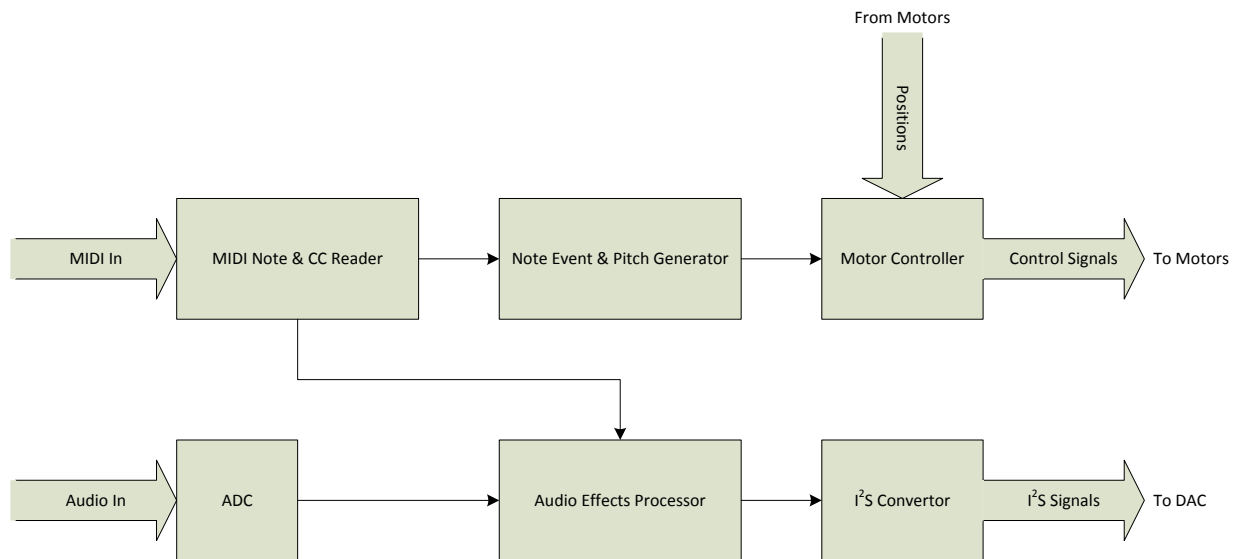 From Motors
Positions
MIDI In
MIDI Note & CC Reader
Note Event & Pitch Generator
Motor Controller
Control Signals
To Motors
Audio In
ADC
Audio Effects Processor
I²S Convertor
I²S Signals
To DAC